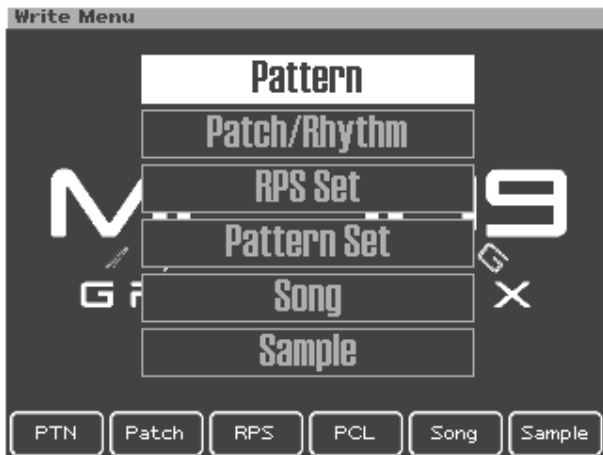 Write Menu
Pattern
Patch/Rhythm
RPS Set
Pattern Set
Song
Sample
PTN Patch RPS PCL Song Sample